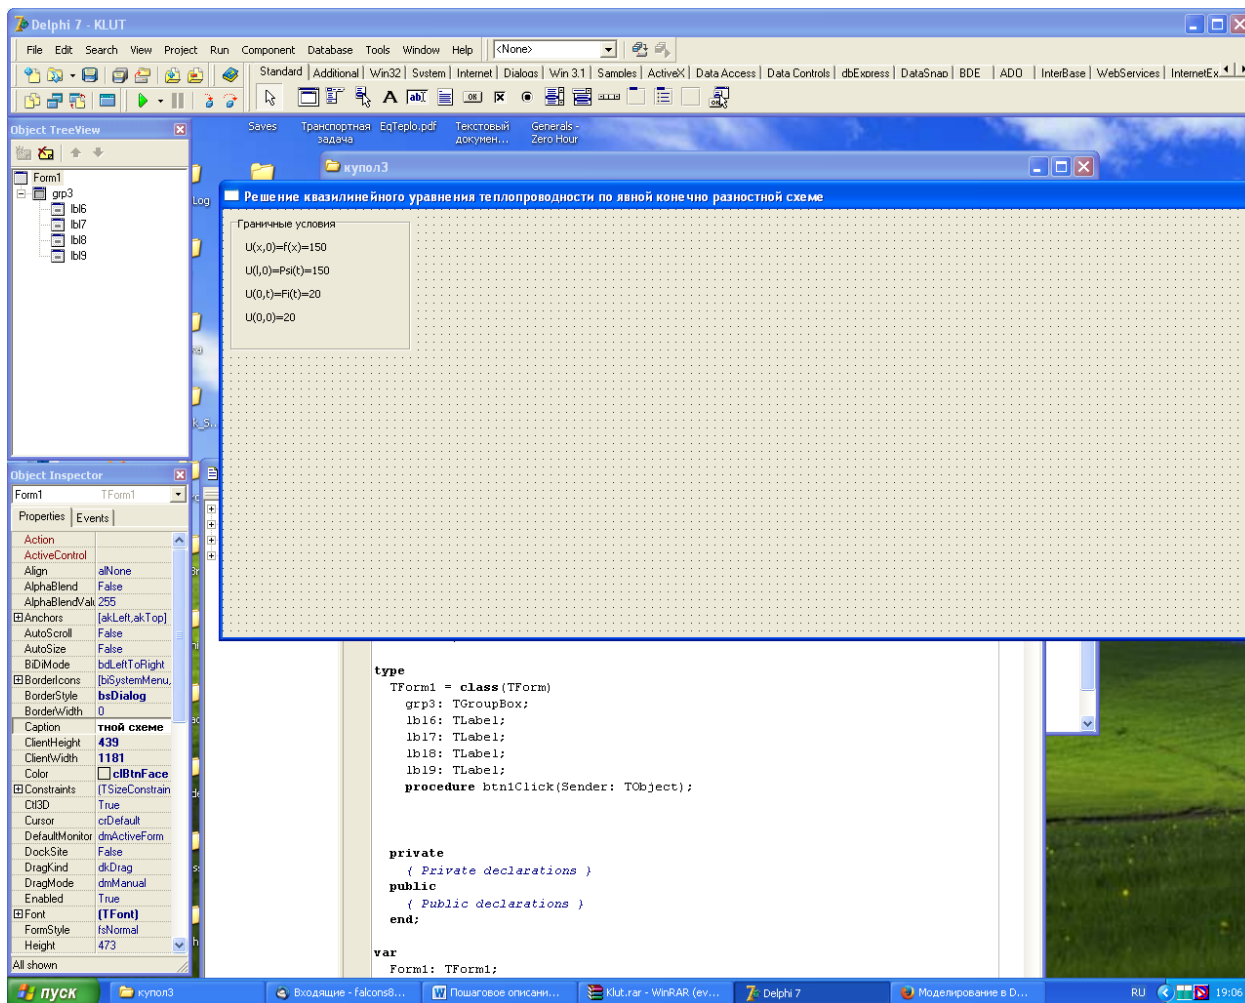 Delphi 7 - KLUT
File Edit Search View Project Run Component Database Tools Window Help <None>
Standard Additional Win32 System Internet Dialogs Win 3.1 Samples ActiveX Data Access Data Controls dbExpress DataSnap BDE ADO InterBase WebServices InternetEx
Object TreeView
Form1
grp3
lbl6
lbl7
lbl8
lbl9
Saves Транспортная задача EqTeplo.pdf Текстовый докумен... Generals - Zero Hour
купол3
Log
Решение квазилинейного уравнения теплопроводности по явной конечно разностной схеме
Граничные условия
U(x,0)=f(x)=150
U(l,0)=Psi(t)=150
U(0,t)=Fi(t)=20
U(0,0)=20
Object Inspector
Form1 TForm1
Properties Events
Action
ActiveControl
Align alNone
AlphaBlend False
AlphaBlendValu 255
Anchors [akLeft,akTop]
AutoScroll False
AutoSize False
BiDiMode bdLeftToRight
BorderIcons [biSystemMenu,
BorderStyle bsDialog
BorderWidth 0
Caption тной схеме
ClientHeight 439
ClientWidth 1181
Color clBtnFace
Constraints (TSizeConstrain
Ctl3D True
Cursor crDefault
DefaultMonitor dmActiveForm
DockSite False
DragKind dkDrag
DragMode dmManual
Enabled True
Font (TFont)
FormStyle fsNormal
Height 473
All shown
type
TForm1 = class(TForm)
grp3: TGroupBox;
lbl6: TLabel;
lbl7: TLabel;
lbl8: TLabel;
lbl9: TLabel;
procedure btn1Click(Sender: TObject);
private
{ Private declarations }
public
{ Public declarations }
end;
var
Form1: TForm1;
пуск купол3 Входящие - falcons8... Пошаговое описани... Klut.rar - WinRAR (ev... Delphi 7 Моделирование в D... RU 19:06